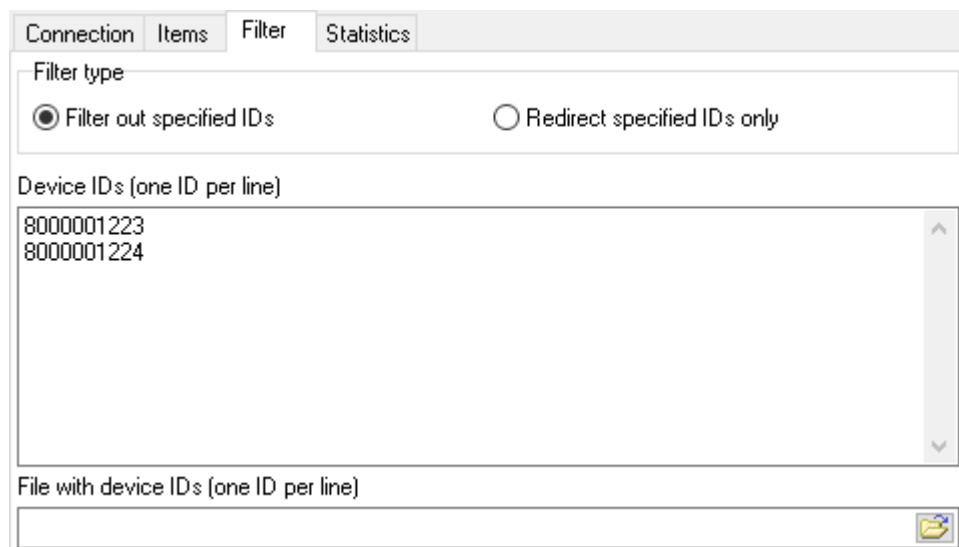 Connection Items Filter Statistics
Filter type
Filter out specified IDs Redirect specified IDs only
Device IDs (one ID per line)
8000001223
8000001224
File with device IDs (one ID per line)